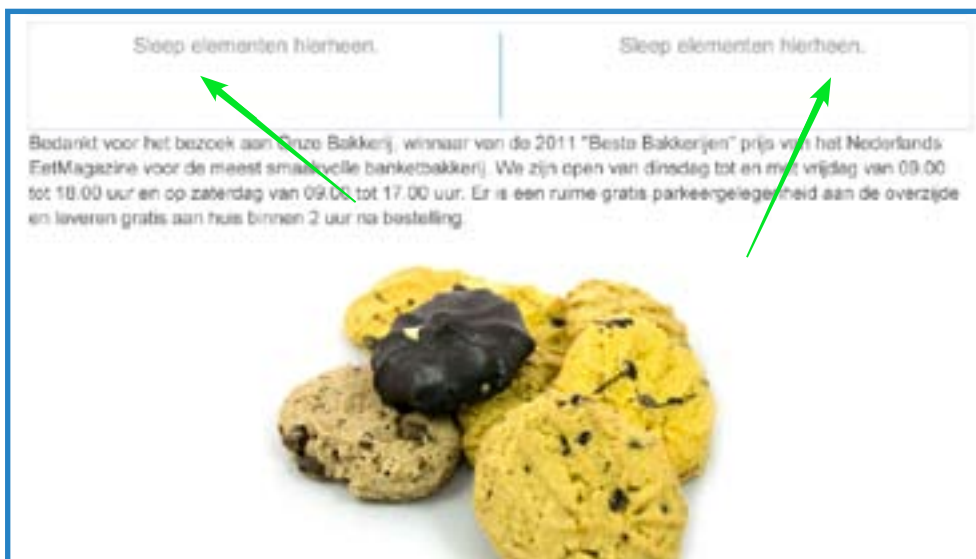 Sleep elementen hierheen.
Sleep elementen hierheen.
Bedankt voor het bezoek aan Onze Bakkerij, winnaar van de 2011 "Beste Bakkerijen" prijs van het Nederlands
EetMagazine voor de meest smaakvolle banketbakkerij. We zijn open van dinsdag tot en met vrijdag van 09.00
tot 18.00 uur en op zaterdag van 09.00 tot 17.00 uur. Er is een ruime gratis parkeergelegenheid aan de overzijde
en leveren gratis aan huis binnen 2 uur na bestelling.